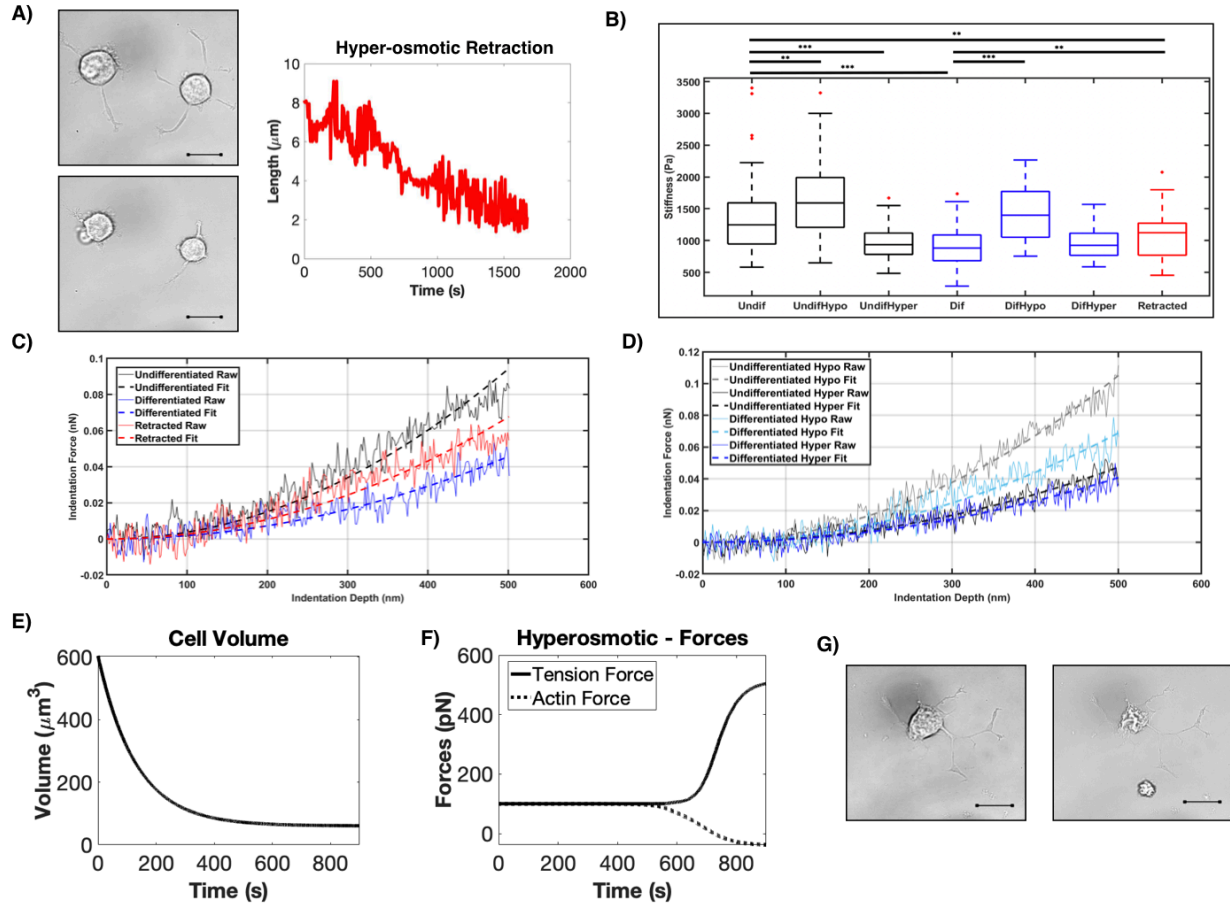 A)
Hyper-osmotic Retraction
10
8
6
4
2
0
Length (μm)
0 500 1000 1500 2000
Time (s)
B)
**
*** **
** ***
***
3500
3000
2500
2000
1500
1000
500
Stiffness (Pa)
Undif UndifHypo UndifHyper Dif DifHypo DifHyper Retracted
C)
0.1
0.08
0.06
0.04
0.02
0
-0.02
Indentation Force (nN)
Undifferentiated Raw
Undifferentiated Fit
Differentiated Raw
Differentiated Fit
Retracted Raw
Retracted Fit
0 100 200 300 400 500 600
Indentation Depth (nm)
D)
0.12
0.1
0.08
0.06
0.04
0.02
0
-0.02
Indentation Force (nN)
Undifferentiated Hypo Raw
Undifferentiated Hypo Fit
Undifferentiated Hyper Raw
Undifferentiated Hyper Fit
Differentiated Hypo Raw
Differentiated Hypo Fit
Differentiated Hyper Raw
Differentiated Hyper Fit
0 100 200 300 400 500 600
Indentation Depth (nm)
E)
Cell Volume
600
400
200
0
Volume (μm³)
0 200 400 600 800
Time (s)
F)
Hyperosmotic - Forces
600
400
200
0
Forces (pN)
Tension Force
Actin Force
0 200 400 600 800
Time (s)
G)